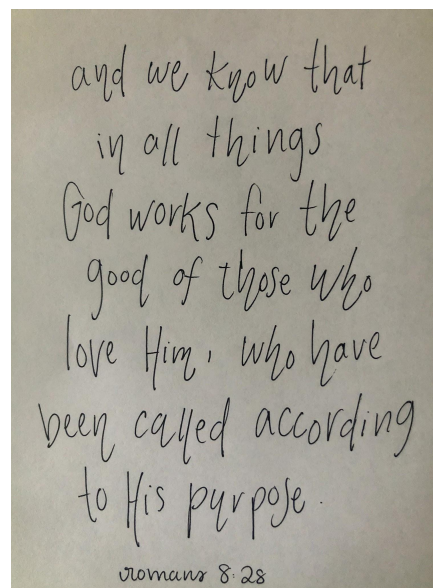 and we know that
in all things
God works for the
good of those who
love Him, who have
been called according
to His purpose.
romans 8:28